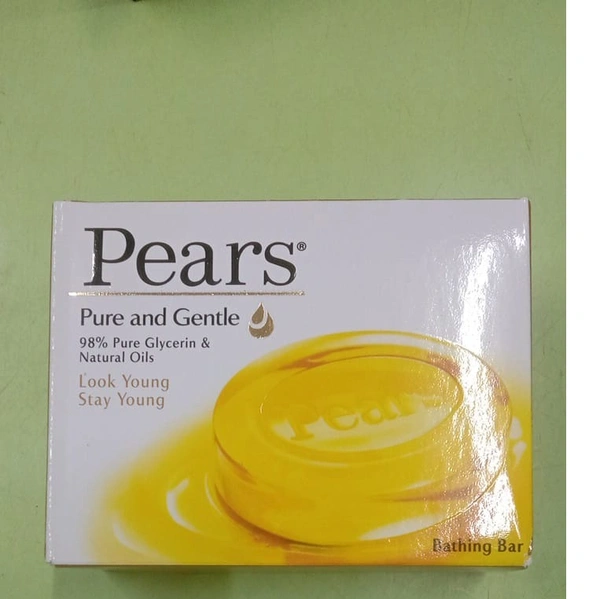 Pears®
Pure and Gentle
98% Pure Glycerin &
Natural Oils
Look Young
Stay Young
Pears
Bathing Bar